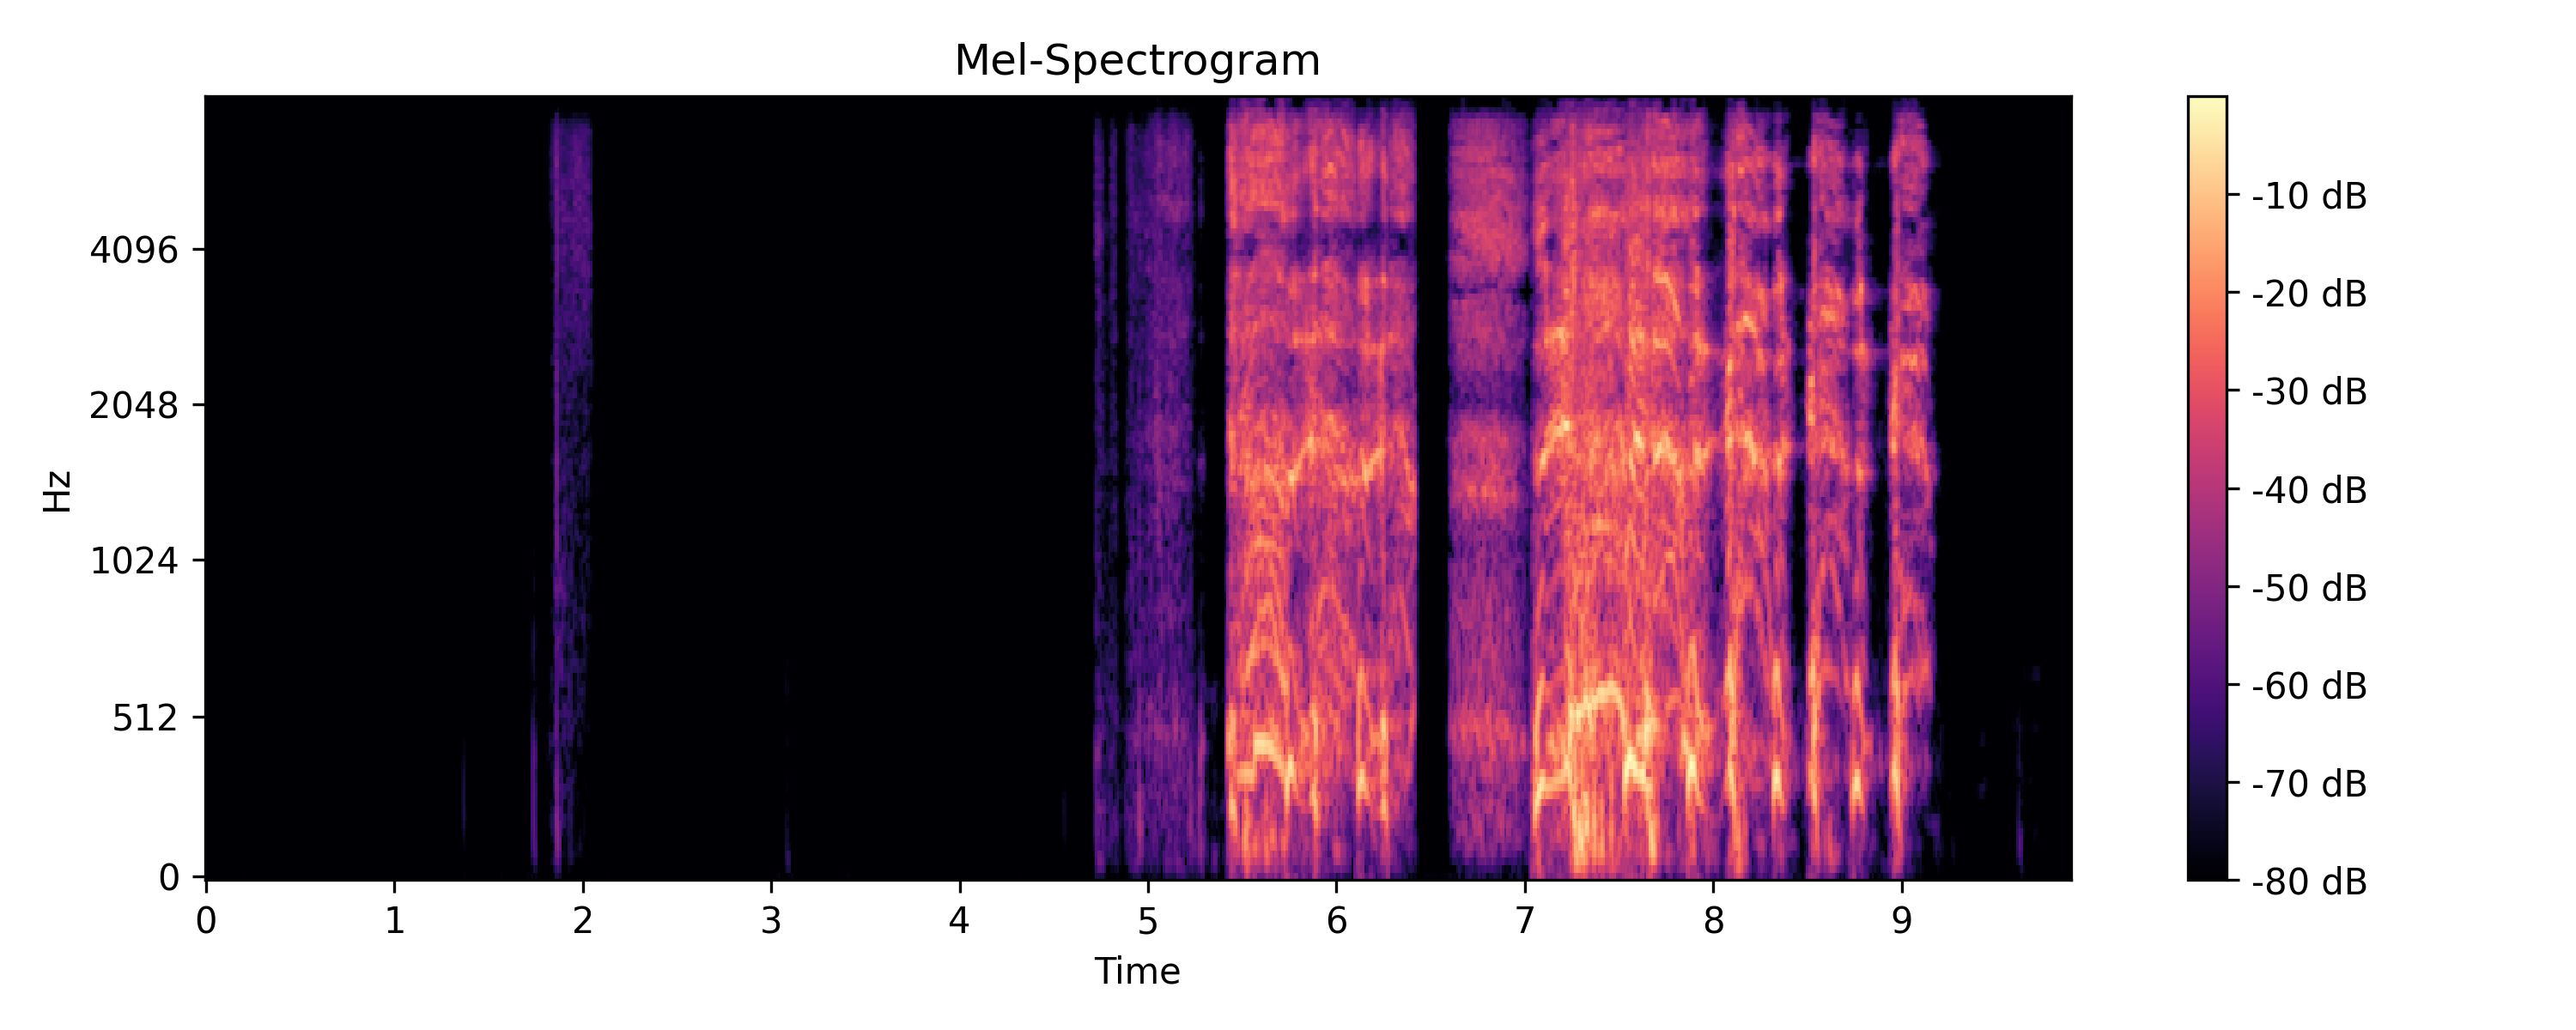 Mel-Spectrogram
Hz
4096
2048
1024
512
0
0 1 2 3 4 5 6 7 8 9
Time
-10 dB
-20 dB
-30 dB
-40 dB
-50 dB
-60 dB
-70 dB
-80 dB